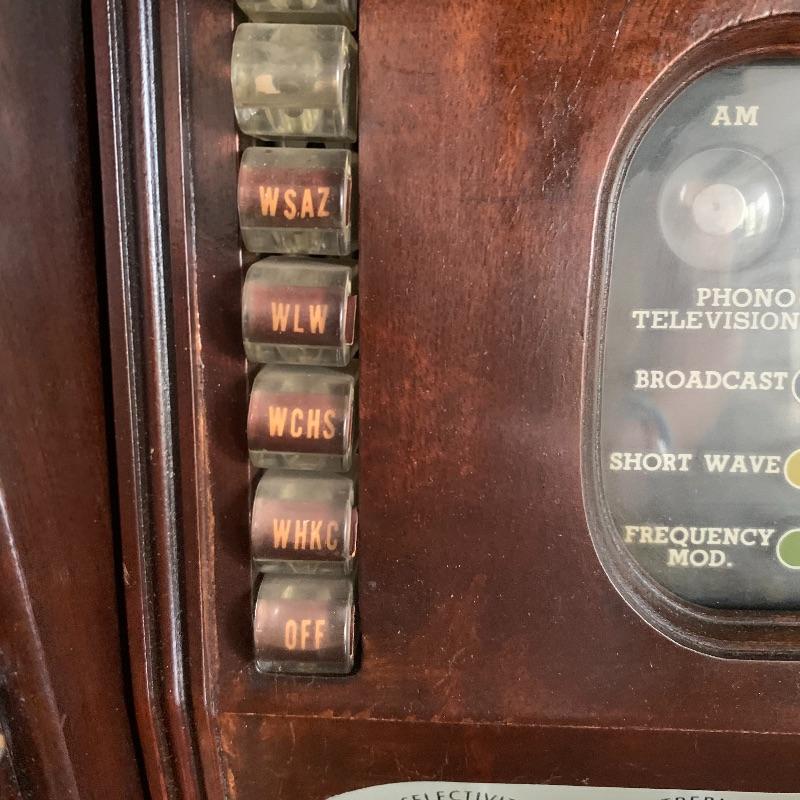 WSAZ
WLW
WCHS
WHKC
OFF
AM
PHONO
TELEVISION
BROADCAST
SHORT WAVE
FREQUENCY
MOD.